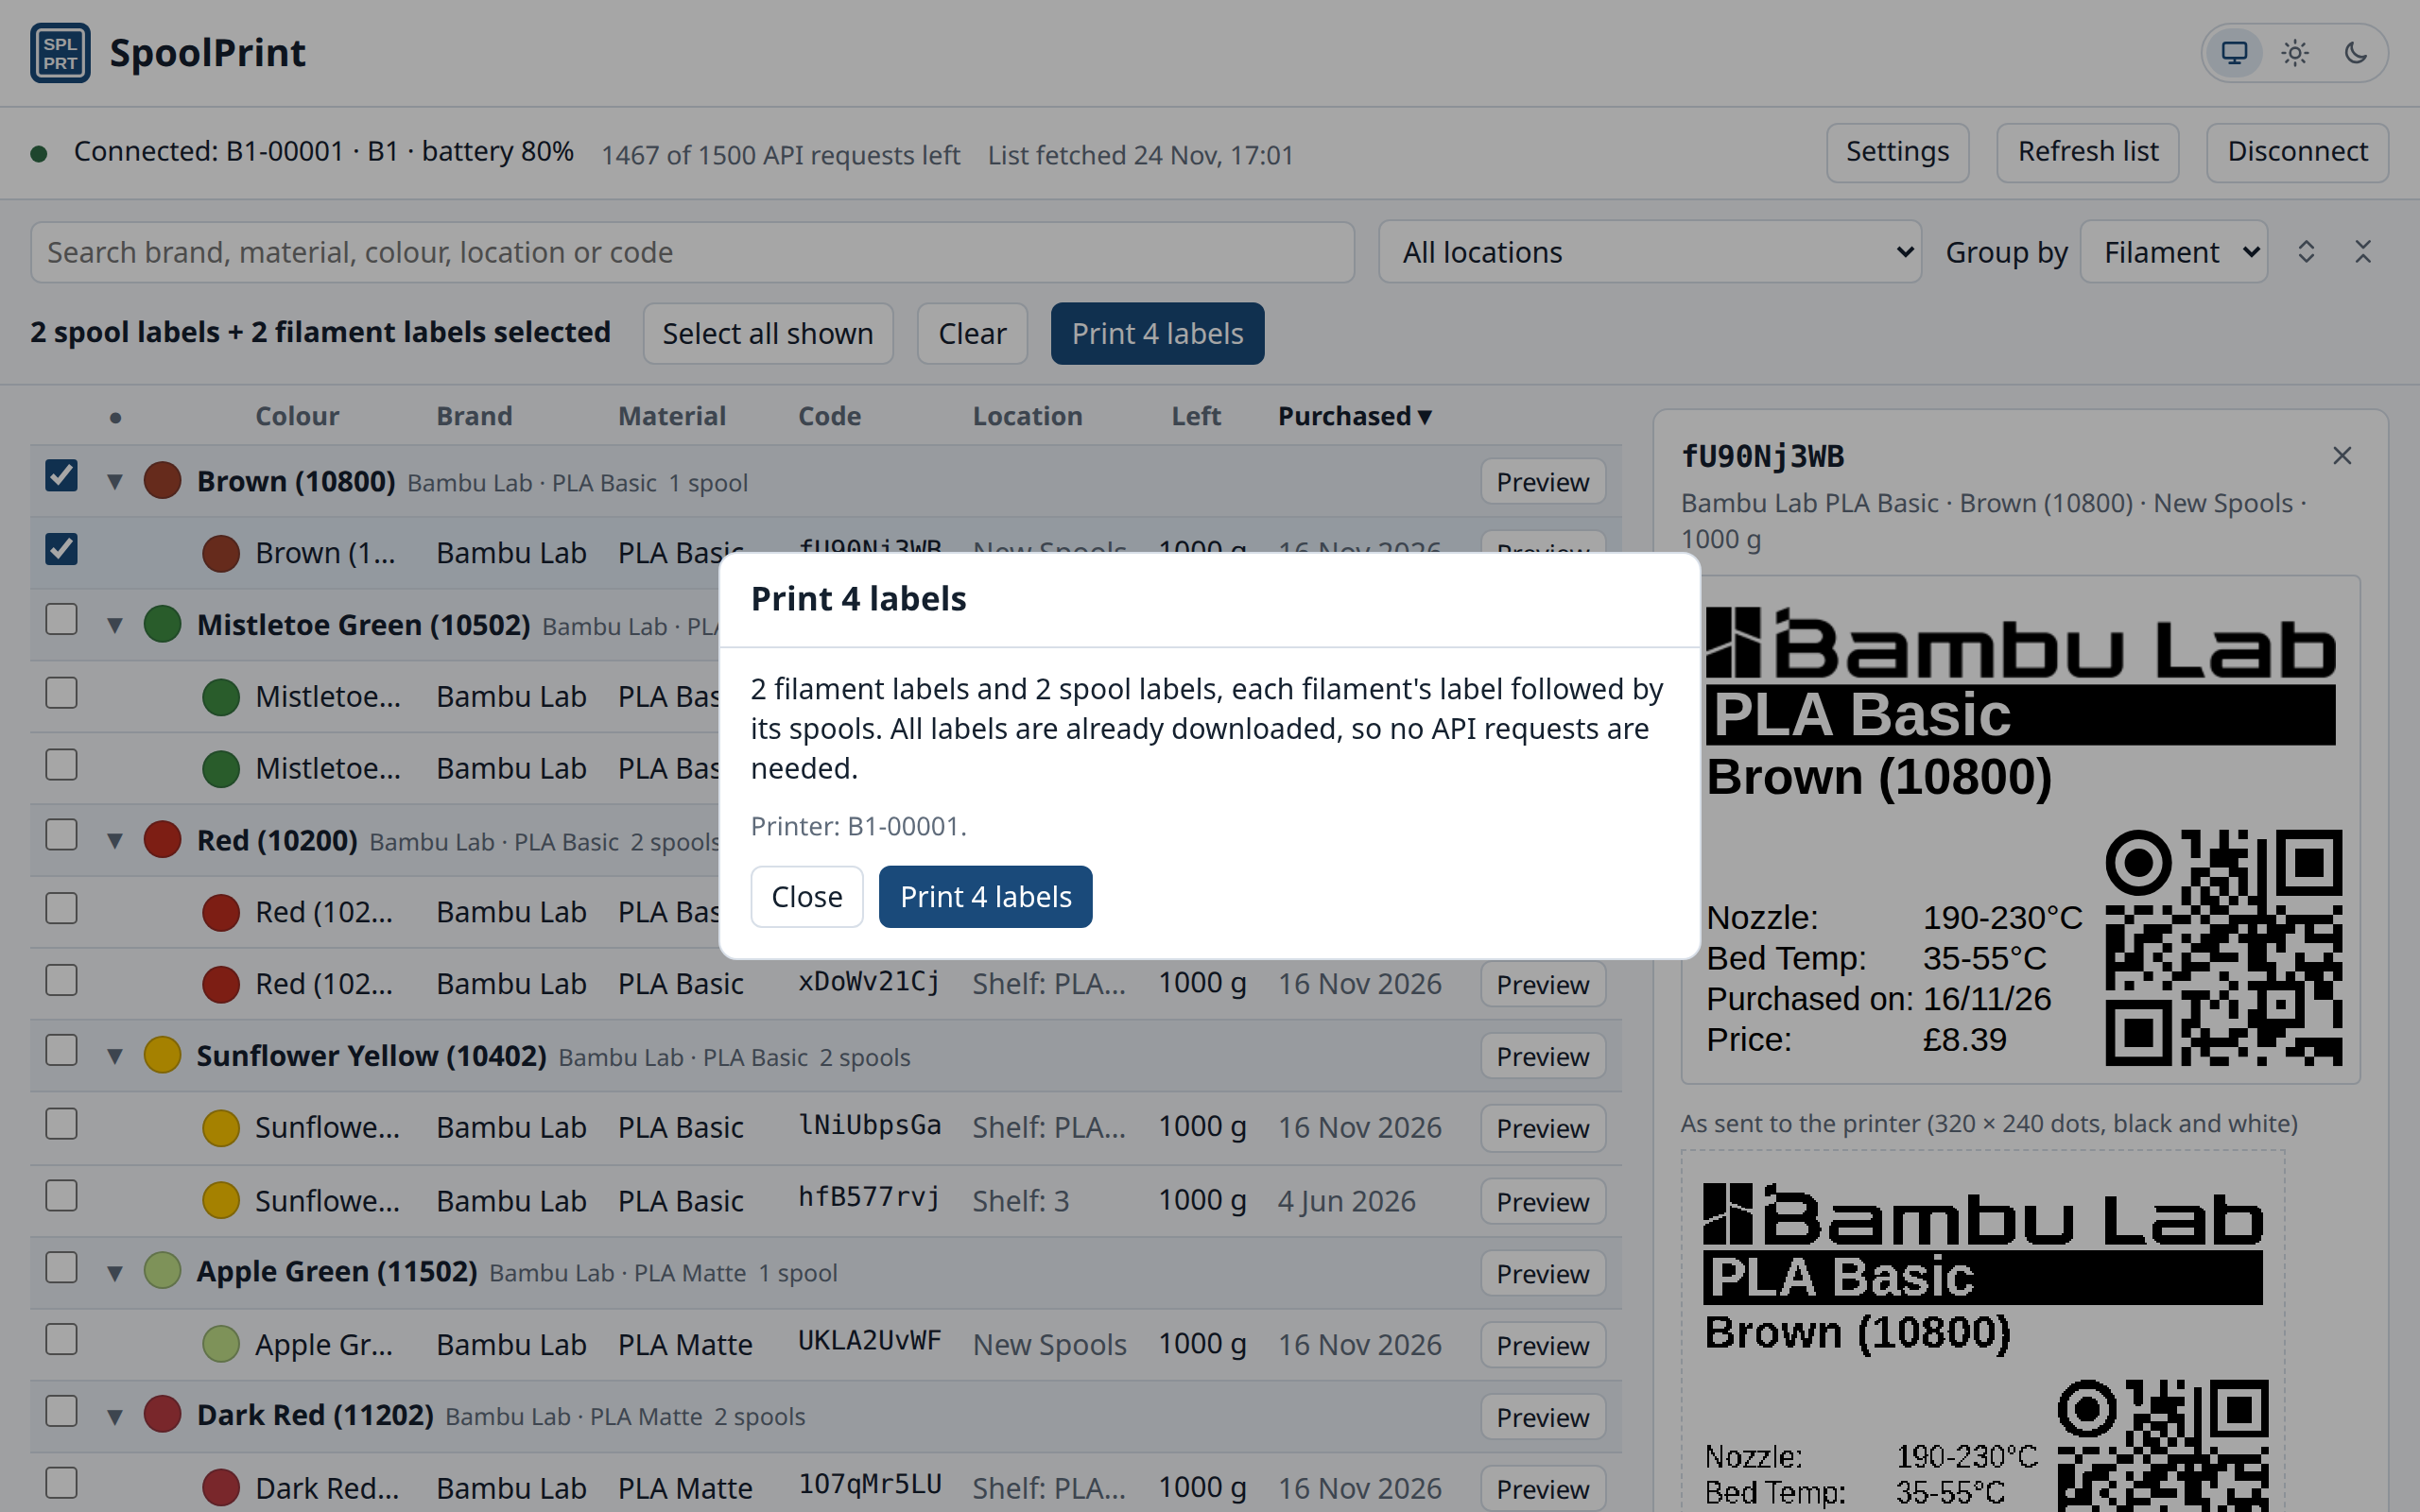 SPL
PRT
SpoolPrint
Connected: B1-00001 · B1 · battery 80% 1467 of 1500 API requests left List fetched 24 Nov, 17:01 Settings Refresh list Disconnect
Search brand, material, colour, location or code All locations Group by Filament
2 spool labels + 2 filament labels selected Select all shown Clear Print 4 labels
Colour Brand Material Code Location Left Purchased ▼
▼ Brown (10800) Bambu Lab · PLA Basic 1 spool Preview
Brown (1... Bambu Lab PLA Basic fU90Nj3WB New Spools 1000 g 16 Nov 2026 Preview
▼ Mistletoe Green (10502) Bambu Lab ·
Mistletoe... Bambu Lab
Mistletoe... Bambu Lab
▼ Red (10200) Bambu Lab · PLA Basic 2 spools
Red (102... Bambu Lab
Red (102... Bambu Lab PLA Basic xDoWv21Cj Shelf: PLA... 1000 g 16 Nov 2026 Preview
▼ Sunflower Yellow (10402) Bambu Lab · PLA Basic 2 spools Preview
Sunflowe... Bambu Lab PLA Basic lNiUbpsGa Shelf: PLA... 1000 g 16 Nov 2026 Preview
Sunflowe... Bambu Lab PLA Basic hfB577rvj Shelf: 3 1000 g 4 Jun 2026 Preview
▼ Apple Green (11502) Bambu Lab · PLA Matte 1 spool Preview
Apple Gr... Bambu Lab PLA Matte UKLA2UvWF New Spools 1000 g 16 Nov 2026 Preview
▼ Dark Red (11202) Bambu Lab · PLA Matte 2 spools Preview
Dark Red... Bambu Lab PLA Matte 1O7qMr5LU Shelf: PLA... 1000 g 16 Nov 2026 Preview
Print 4 labels
2 filament labels and 2 spool labels, each filament's label followed by
its spools. All labels are already downloaded, so no API requests are
needed.
Printer: B1-00001.
Close Print 4 labels
fU90Nj3WB
Bambu Lab PLA Basic · Brown (10800) · New Spools ·
1000 g
Bambu Lab
PLA Basic
Brown (10800)
Nozzle: 190-230°C
Bed Temp: 35-55°C
Purchased on: 16/11/26
Price: £8.39
As sent to the printer (320 × 240 dots, black and white)
Bambu Lab
PLA Basic
Brown (10800)
Nozzle: 190-230°C
Bed Temp: 35-55°C